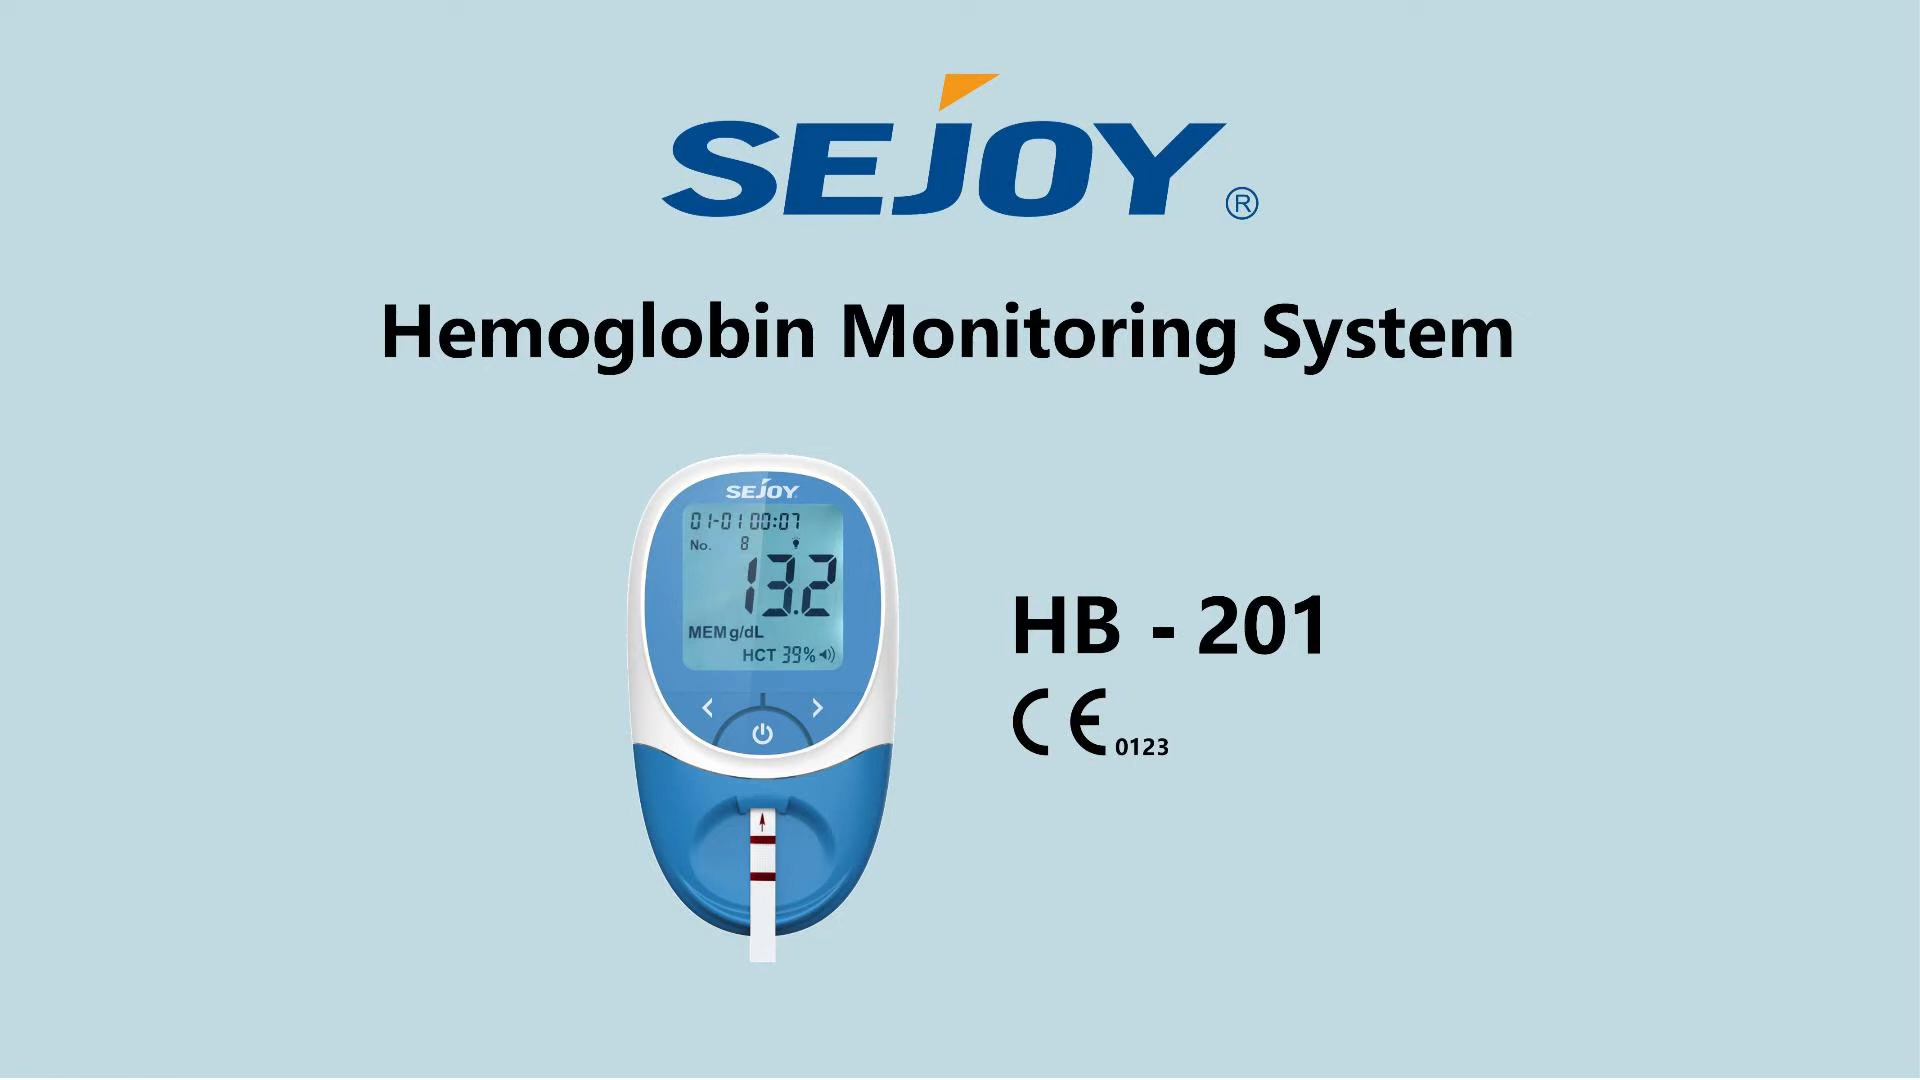 SEJOY ®
Hemoglobin Monitoring System
SEJOY
01-01 00:07
No. 8
13.2
MEM g/dL
HCT 39%
HB - 201
CE 0123